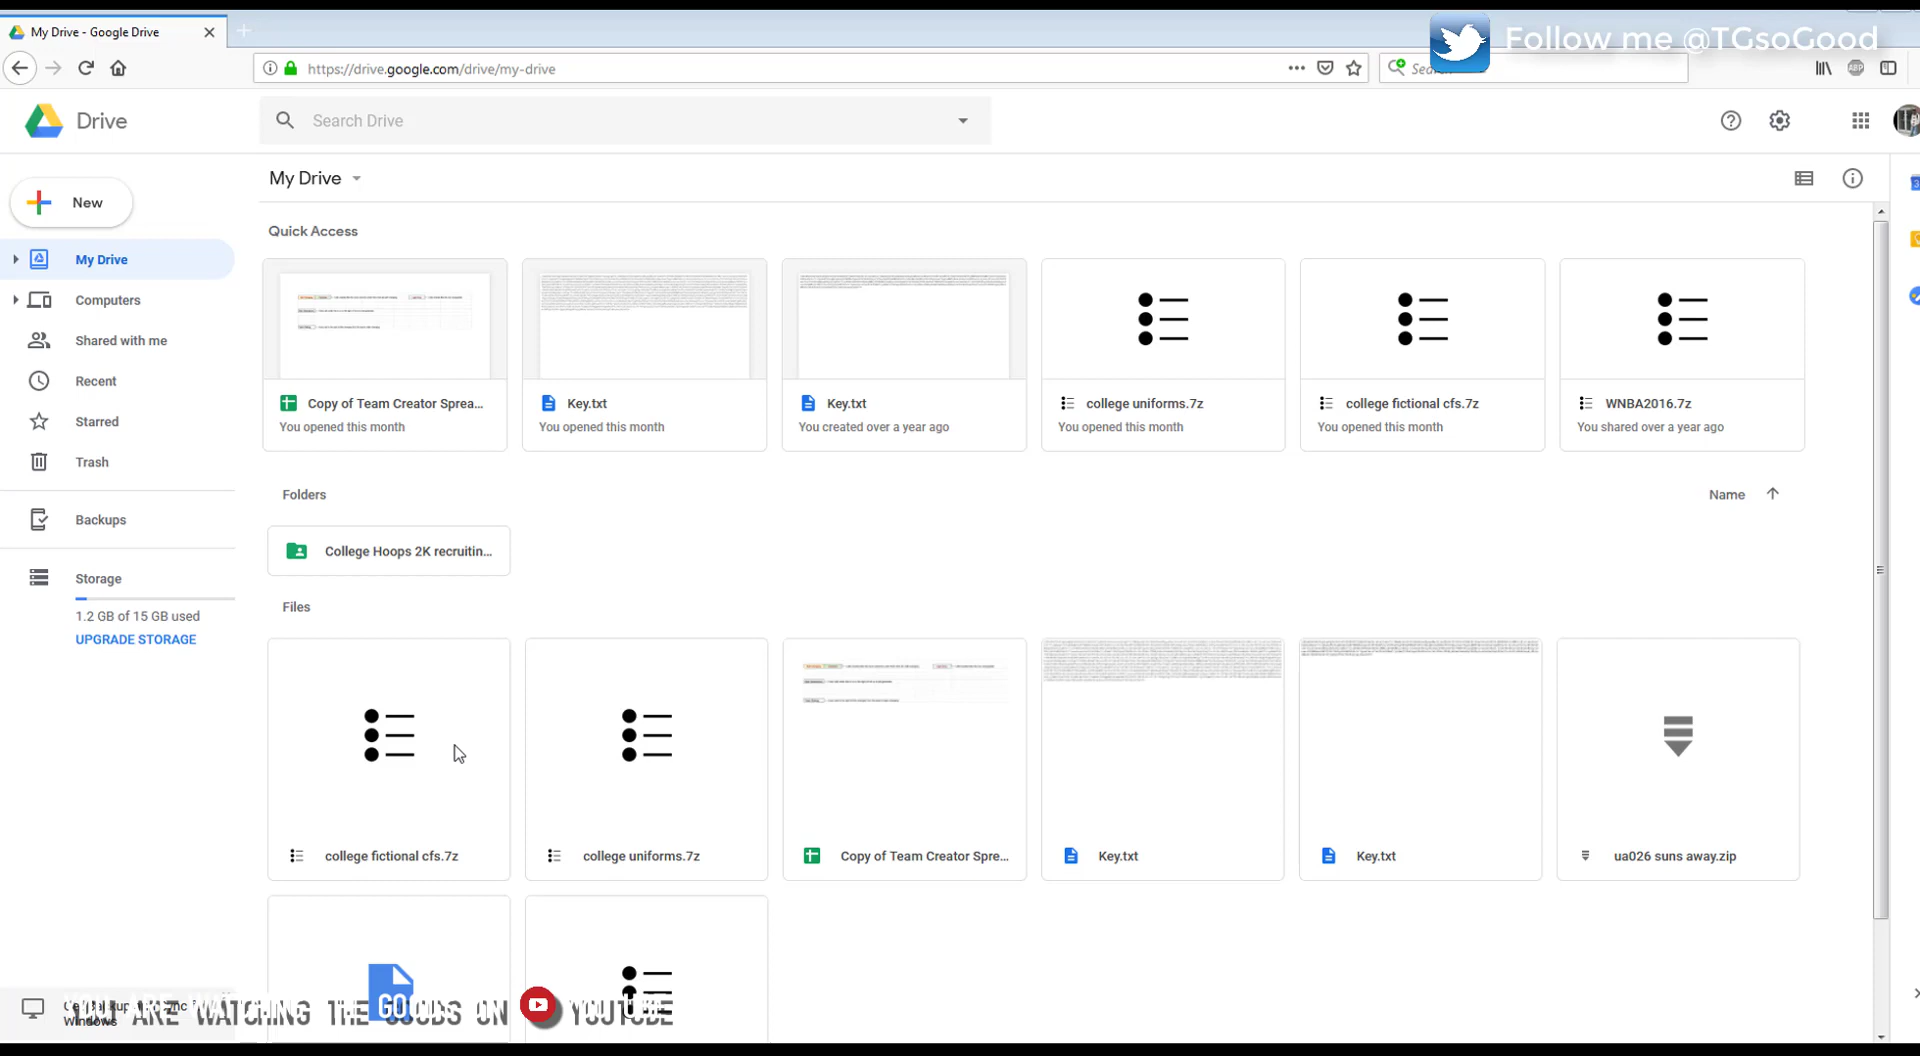 My Drive - Google Drive
Follow me @TGsoGood
https://drive.google.com/drive/my-drive
Drive
Search Drive
My Drive
New
Quick Access
My Drive
Computers
Shared with me
Recent
Starred
Trash
Backups
Storage
1.2 GB of 15 GB used
UPGRADE STORAGE
Copy of Team Creator Sprea...
You opened this month
Key.txt
You opened this month
Key.txt
You created over a year ago
college uniforms.7z
You opened this month
college fictional cfs.7z
You opened this month
WNBA2016.7z
You shared over a year ago
Folders
Name
College Hoops 2K recruitin...
Files
college fictional cfs.7z
college uniforms.7z
Copy of Team Creator Spre...
Key.txt
Key.txt
ua026 suns away.zip
YOU ARE WATCHING THE GOODS ON YOUTUBE
Windows